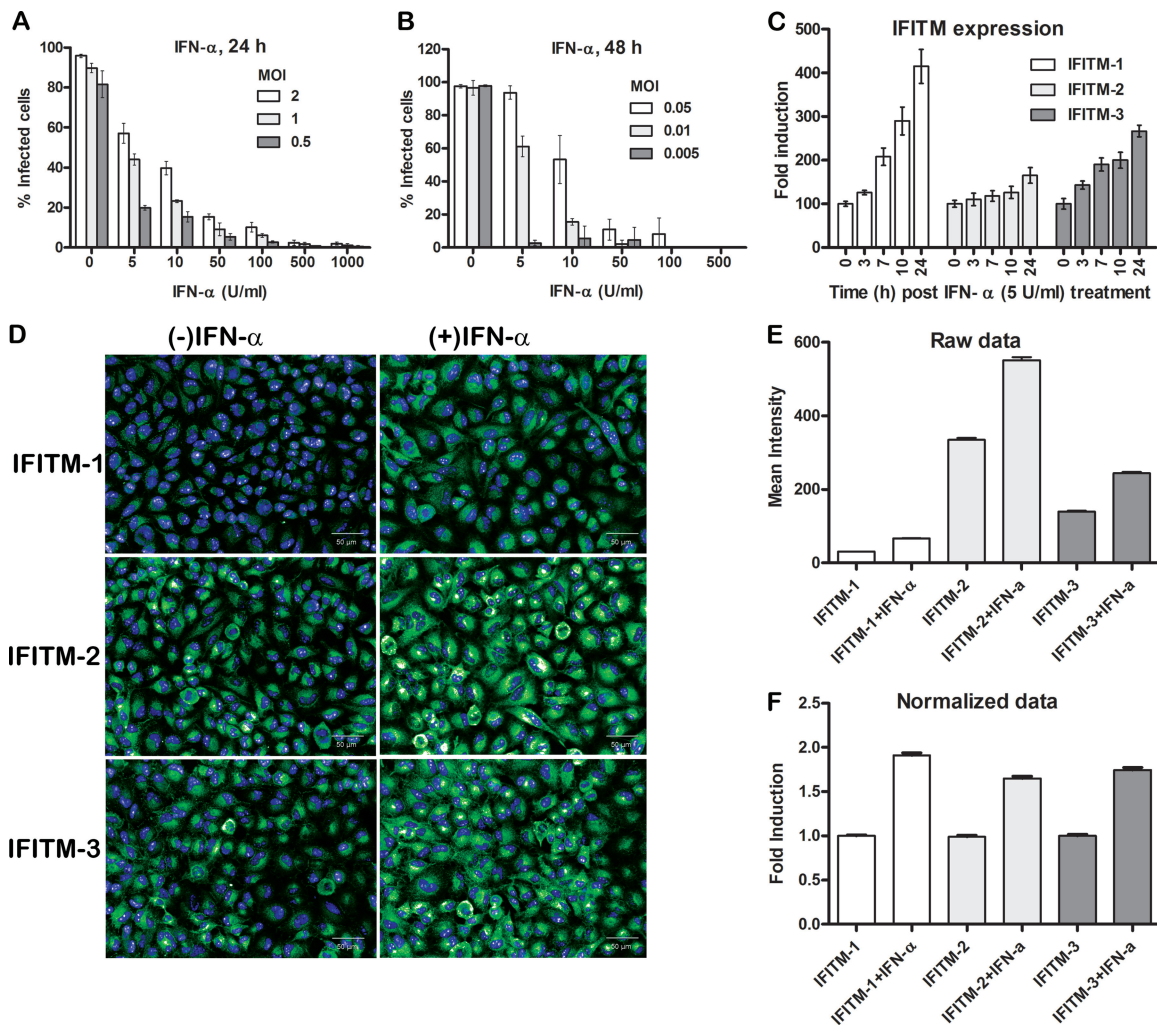 A
IFN-α, 24 h
% Infected cells
100
80
60
40
20
0
MOI
2
1
0.5
0 5 10 50 100 500 1000
IFN-α (U/ml)
B
IFN-α, 48 h
% Infected cells
120
100
80
60
40
20
0
MOI
0.05
0.01
0.005
0 5 10 50 100 500
IFN-α (U/ml)
C
IFITM expression
Fold induction
500
400
300
200
100
0
IFITM-1
IFITM-2
IFITM-3
0 3 7 10 24 0 3 7 10 24 0 3 7 10 24
Time (h) post IFN- α (5 U/ml) treatment
D
(-)IFN-α
(+)IFN-α
IFITM-1
50 µm
50 µm
IFITM-2
50 µm
50 µm
IFITM-3
50 µm
50 µm
E
Raw data
Mean Intensity
600
400
200
0
IFITM-1
IFITM-1+IFN-α
IFITM-2
IFITM-2+IFN-a
IFITM-3
IFITM-3+IFN-a
F
Normalized data
Fold Induction
2.5
2.0
1.5
1.0
0.5
0.0
IFITM-1
IFITM-1+IFN-α
IFITM-2
IFITM-2+IFN-a
IFITM-3
IFITM-3+IFN-a